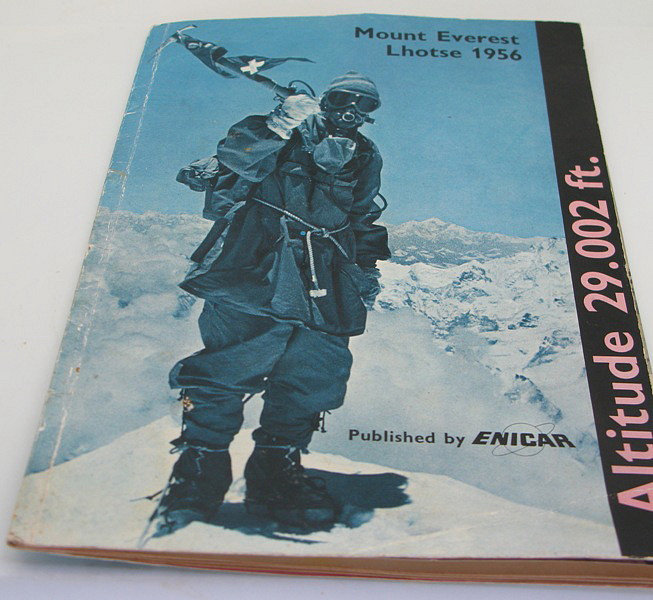 Mount Everest
Lhotse 1956
Altitude 29.002 ft.
Published by ENICAR